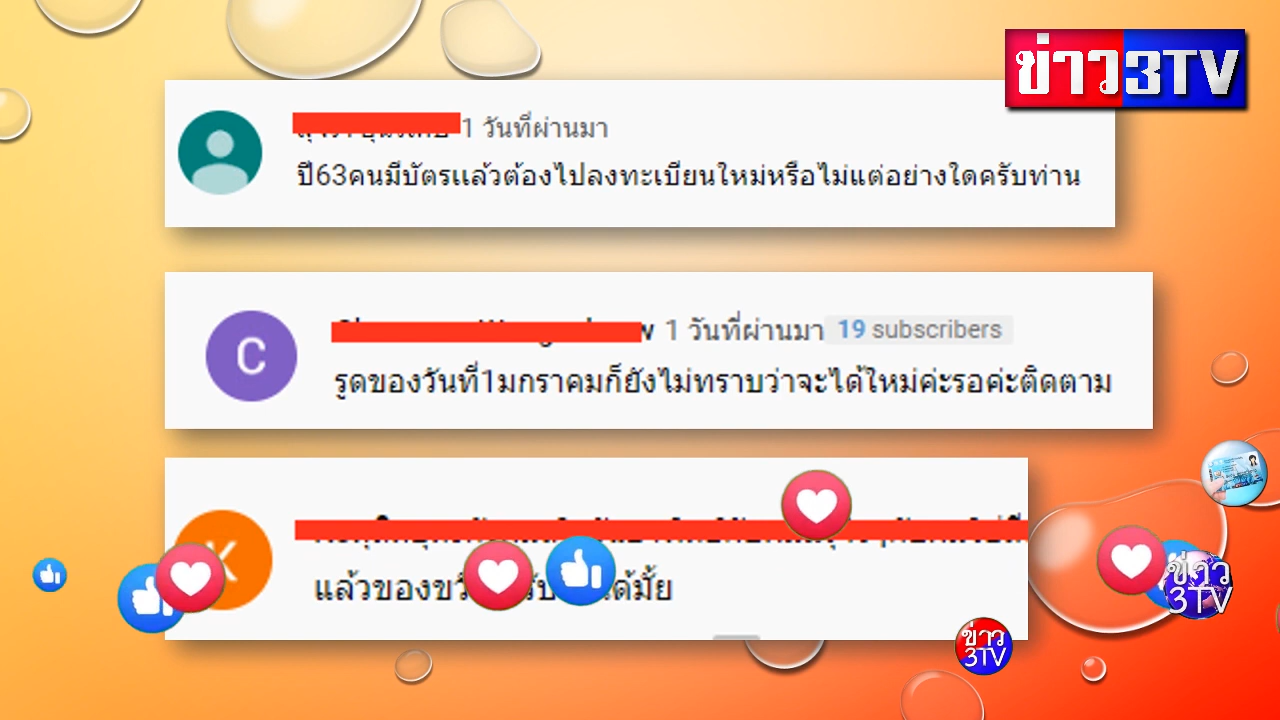 ข่าว3TV
1 วันที่ผ่านมา
ปี63คนมีบัตรแล้วต้องไปลงทะเบียนใหม่หรือไม่แต่อย่างใดครับท่าน
C
1 วันที่ผ่านมา 19 subscribers
รูดของวันที่1มกราคมก็ยังไม่ทราบว่าจะได้ใหม่ค่ะรอค่ะติดตาม
K
แล้วของ
ข่าว
3TV
ข่าว
3TV